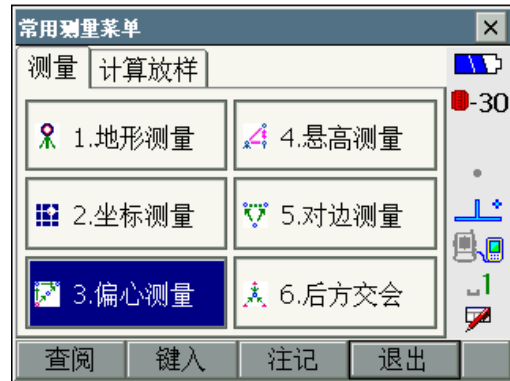 常用测量菜单
测量 计算放样
-30
1.地形测量 4.悬高测量
2.坐标测量 5.对边测量
3.偏心测量 6.后方交会
1
查阅 键入 注记 退出